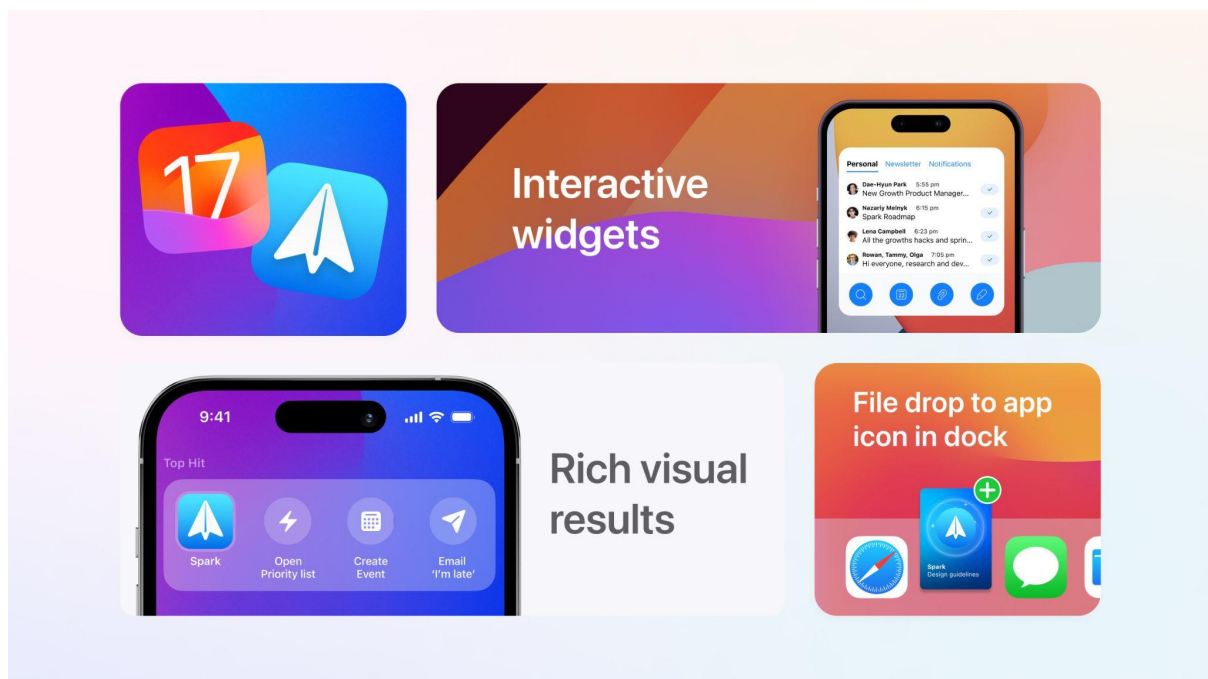 17
Interactive
widgets
Personal Newsletter Notifications
Dae-Hyun Park 5:55 pm
New Growth Product Manager...
Nazariy Melnyk 6:15 pm
Spark Roadmap
Lena Campbell 6:23 pm
All the growths hacks and sprin...
Rowan, Tammy, Olga 7:05 pm
Hi everyone, research and dev...
23
9:41
Top Hit
Spark
Open
Priority list
Create
Event
Email
'I'm late'
Rich visual
results
File drop to app
icon in dock
Spark
Design guidelines